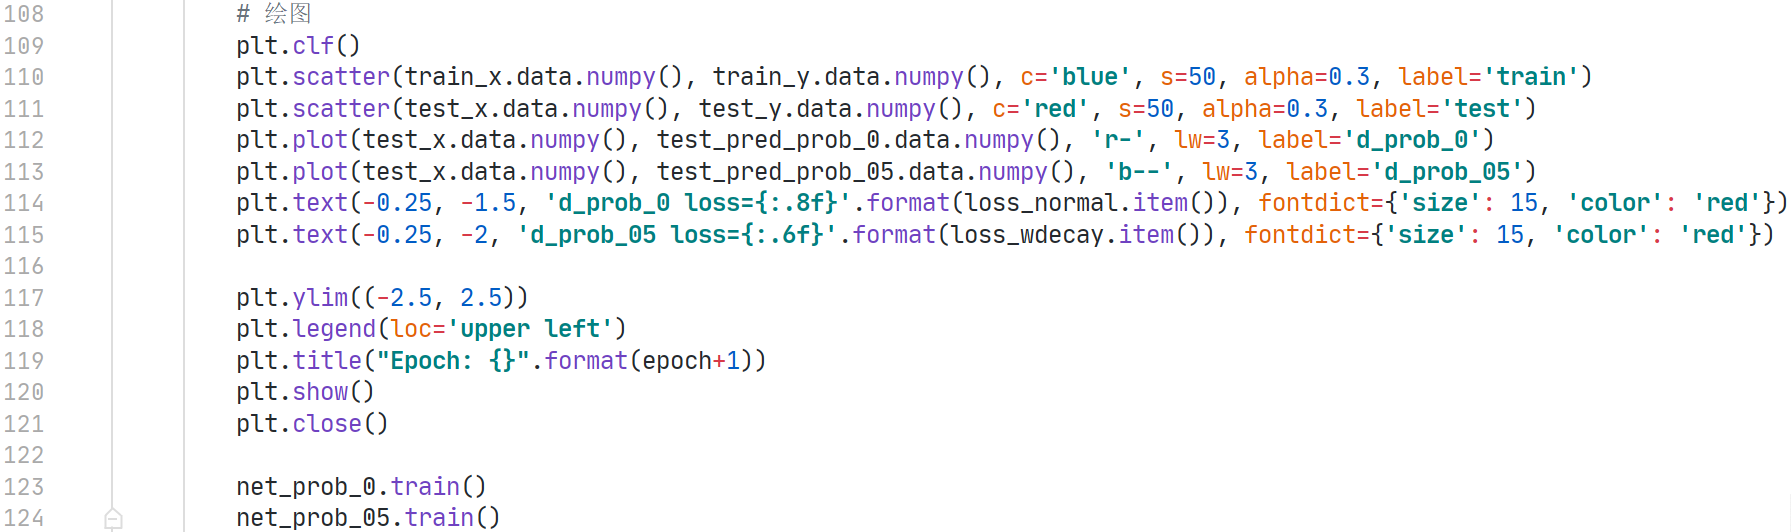 108 # 绘图
109 plt.clf()
110 plt.scatter(train_x.data.numpy(), train_y.data.numpy(), c='blue', s=50, alpha=0.3, label='train')
111 plt.scatter(test_x.data.numpy(), test_y.data.numpy(), c='red', s=50, alpha=0.3, label='test')
112 plt.plot(test_x.data.numpy(), test_pred_prob_0.data.numpy(), 'r-', lw=3, label='d_prob_0')
113 plt.plot(test_x.data.numpy(), test_pred_prob_05.data.numpy(), 'b--', lw=3, label='d_prob_05')
114 plt.text(-0.25, -1.5, 'd_prob_0 loss={:.8f}'.format(loss_normal.item()), fontdict={'size': 15, 'color': 'red'})
115 plt.text(-0.25, -2, 'd_prob_05 loss={:.6f}'.format(loss_wdecay.item()), fontdict={'size': 15, 'color': 'red'})
116
117 plt.ylim((-2.5, 2.5))
118 plt.legend(loc='upper left')
119 plt.title("Epoch: {}".format(epoch+1))
120 plt.show()
121 plt.close()
122
123 net_prob_0.train()
124 net_prob_05.train()